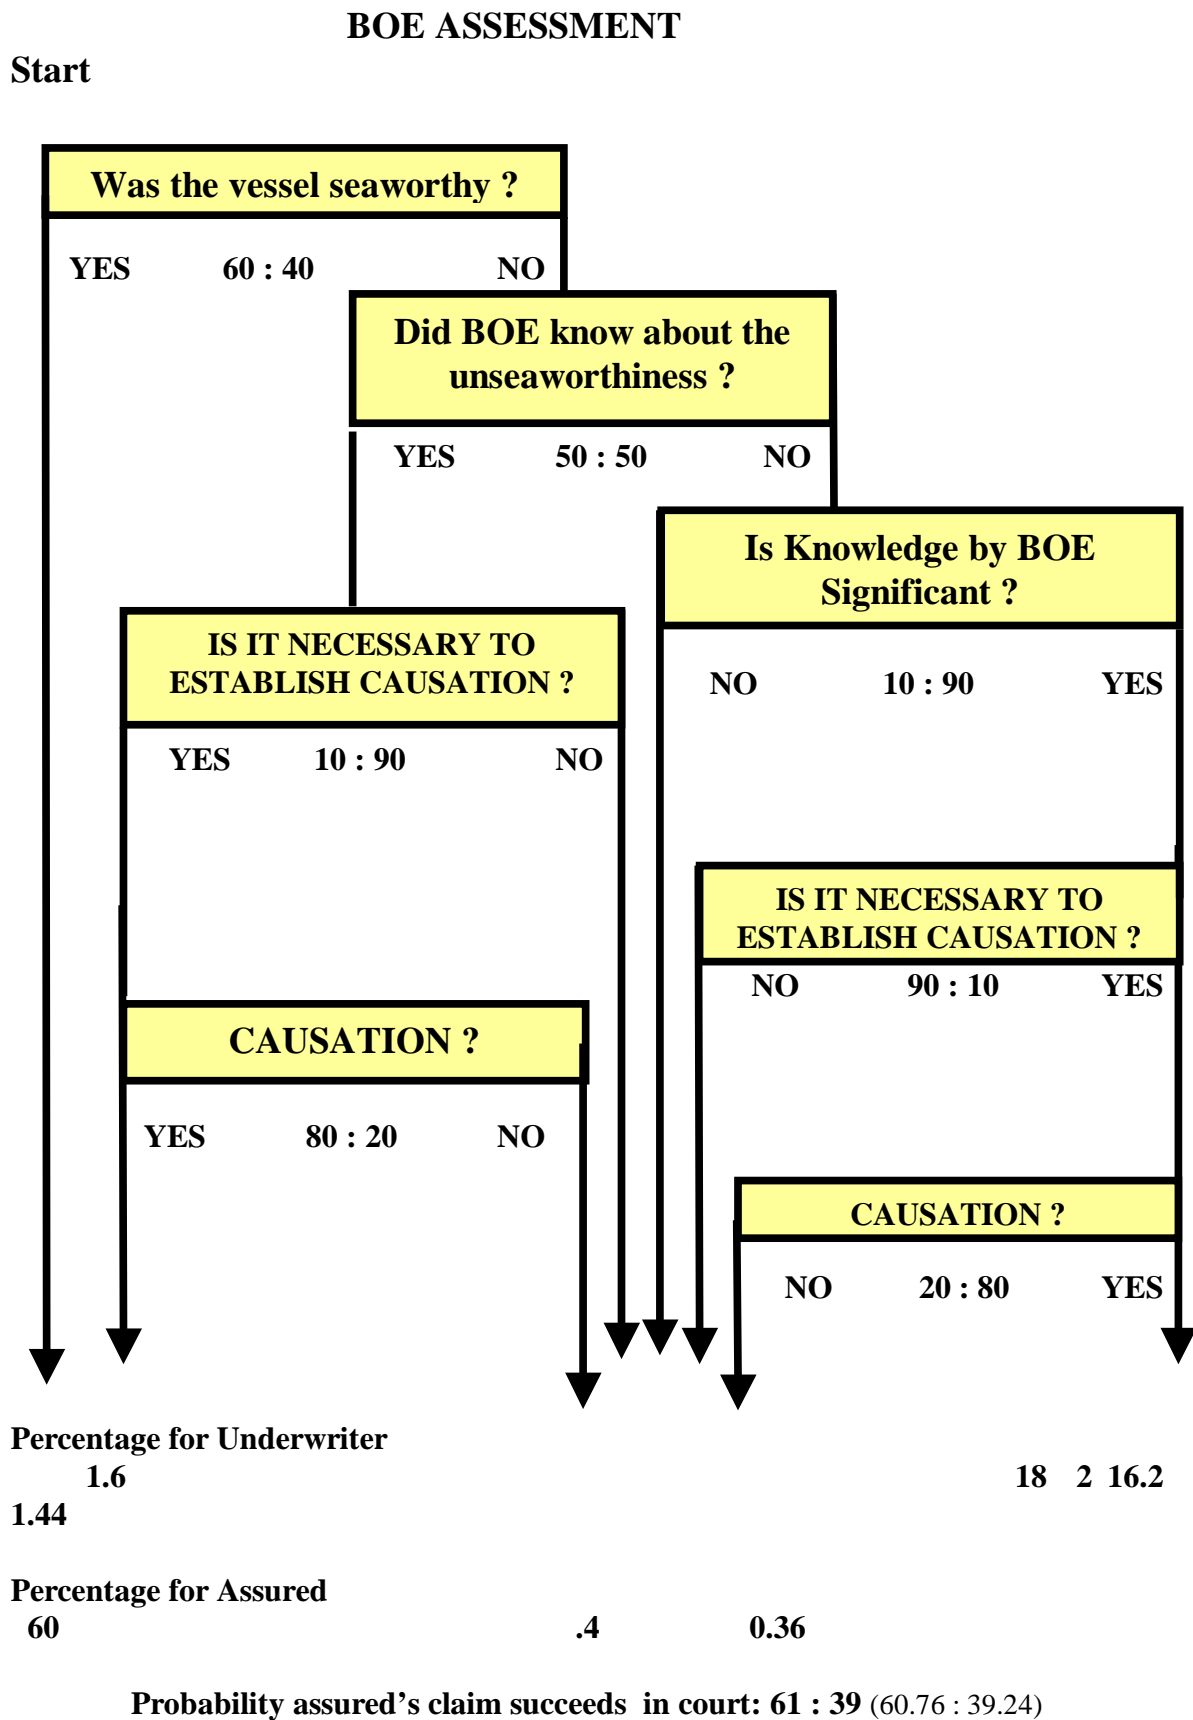 BOE ASSESSMENT
Start
Was the vessel seaworthy ?
YES 60 : 40 NO
Did BOE know about the
unseaworthiness ?
YES 50 : 50 NO
Is Knowledge by BOE
Significant ?
IS IT NECESSARY TO
ESTABLISH CAUSATION ?
NO 10 : 90 YES
YES 10 : 90 NO
IS IT NECESSARY TO
ESTABLISH CAUSATION ?
NO 90 : 10 YES
CAUSATION ?
YES 80 : 20 NO
CAUSATION ?
NO 20 : 80 YES
Percentage for Underwriter
1.6 18 2 16.2
1.44
Percentage for Assured
60 .4 0.36
Probability assured’s claim succeeds in court: 61 : 39 (60.76 : 39.24)